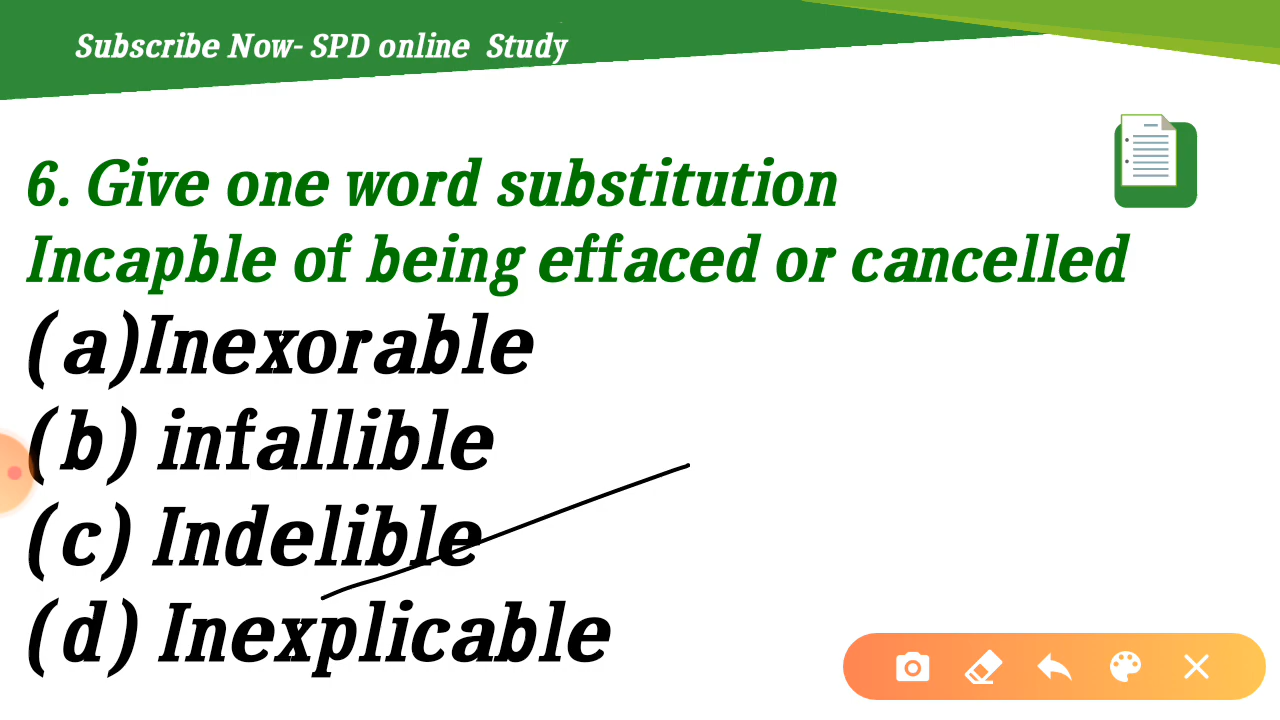 Subscribe Now- SPD online Study
6. Give one word substitution
Incapble of being effaced or cancelled
(a)Inexorable
(b) infallible
(c) Indelible
(d) Inexplicable